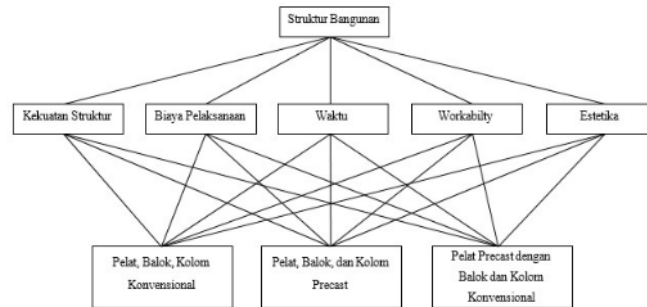 Struktur Bangunan
Kekuatan Struktur
Biaya Pelaksanaan
Waktu
Workabilty
Estetika
Pelat, Balok, Kolom
Konvensional
Pelat, Balok, dan Kolom
Precast
Pelat Precast dengan
Balok dan Kolom
Konvensional